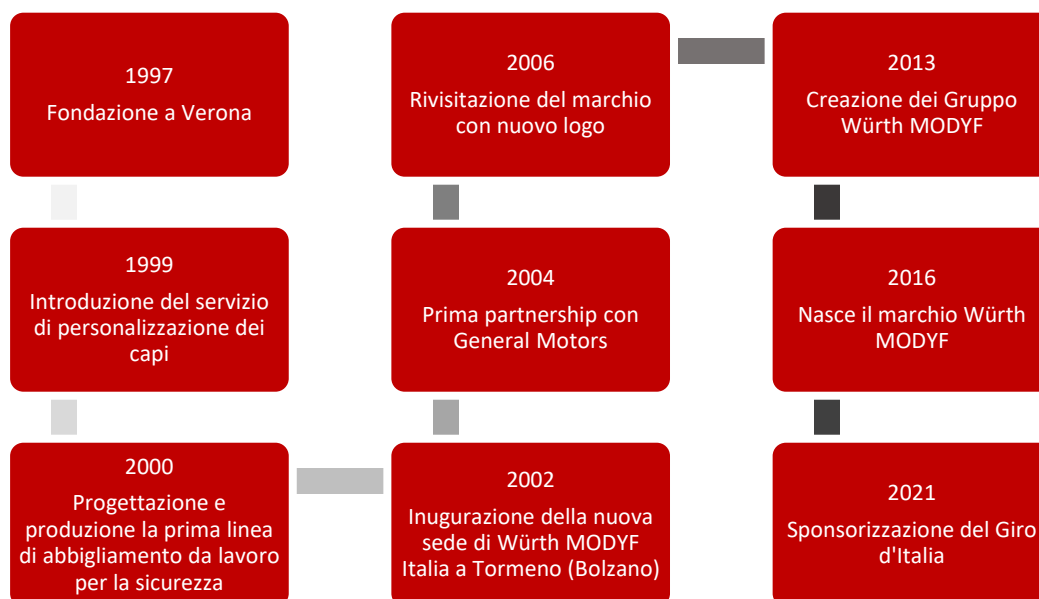 1997
Fondazione a Verona
1999
Introduzione del servizio
di personalizzazione dei
capi
2000
Progettazione e
produzione la prima linea
di abbigliamento da lavoro
per la sicurezza
2002
Inugurazione della nuova
sede di Würth MODYF
Italia a Tormeno (Bolzano)
2004
Prima partnership con
General Motors
2006
Rivisitazione del marchio
con nuovo logo
2013
Creazione dei Gruppo
Würth MODYF
2016
Nasce il marchio Würth
MODYF
2021
Sponsorizzazione del Giro
d'Italia